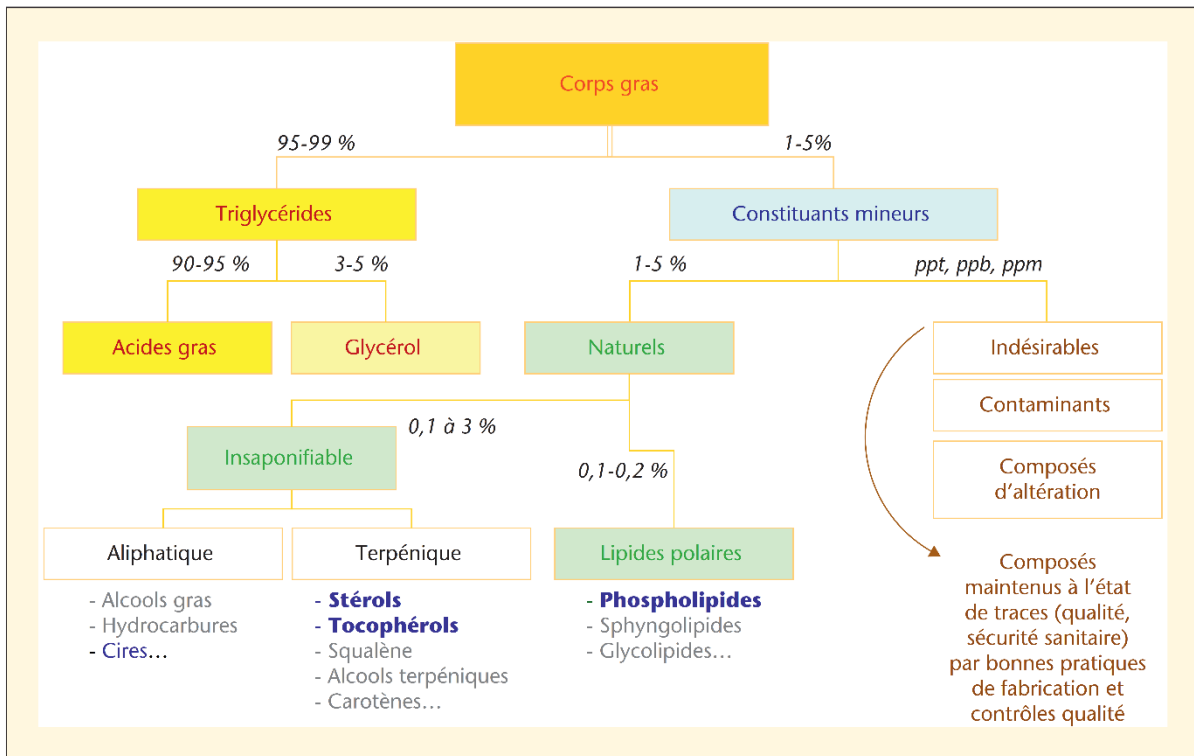 Corps gras
95-99 %
1-5%
Triglycérides
Constituants mineurs
90-95 %
3-5 %
1-5 %
ppt, ppb, ppm
Acides gras
Glycérol
Naturels
Indésirables
Contaminants
0,1 à 3 %
Insaponifiable
0,1-0,2 %
Composés
d'altération
Aliphatique
Terpénique
Lipides polaires
- Alcools gras
- Hydrocarbures
- Cires...
- Stérols
- Tocophérols
- Squalène
- Alcools terpéniques
- Carotènes...
- Phospholipides
- Sphyngolipides
- Glycolipides...
Composés
maintenus à l'état
de traces (qualité,
sécurité sanitaire)
par bonnes pratiques
de fabrication et
contrôles qualité